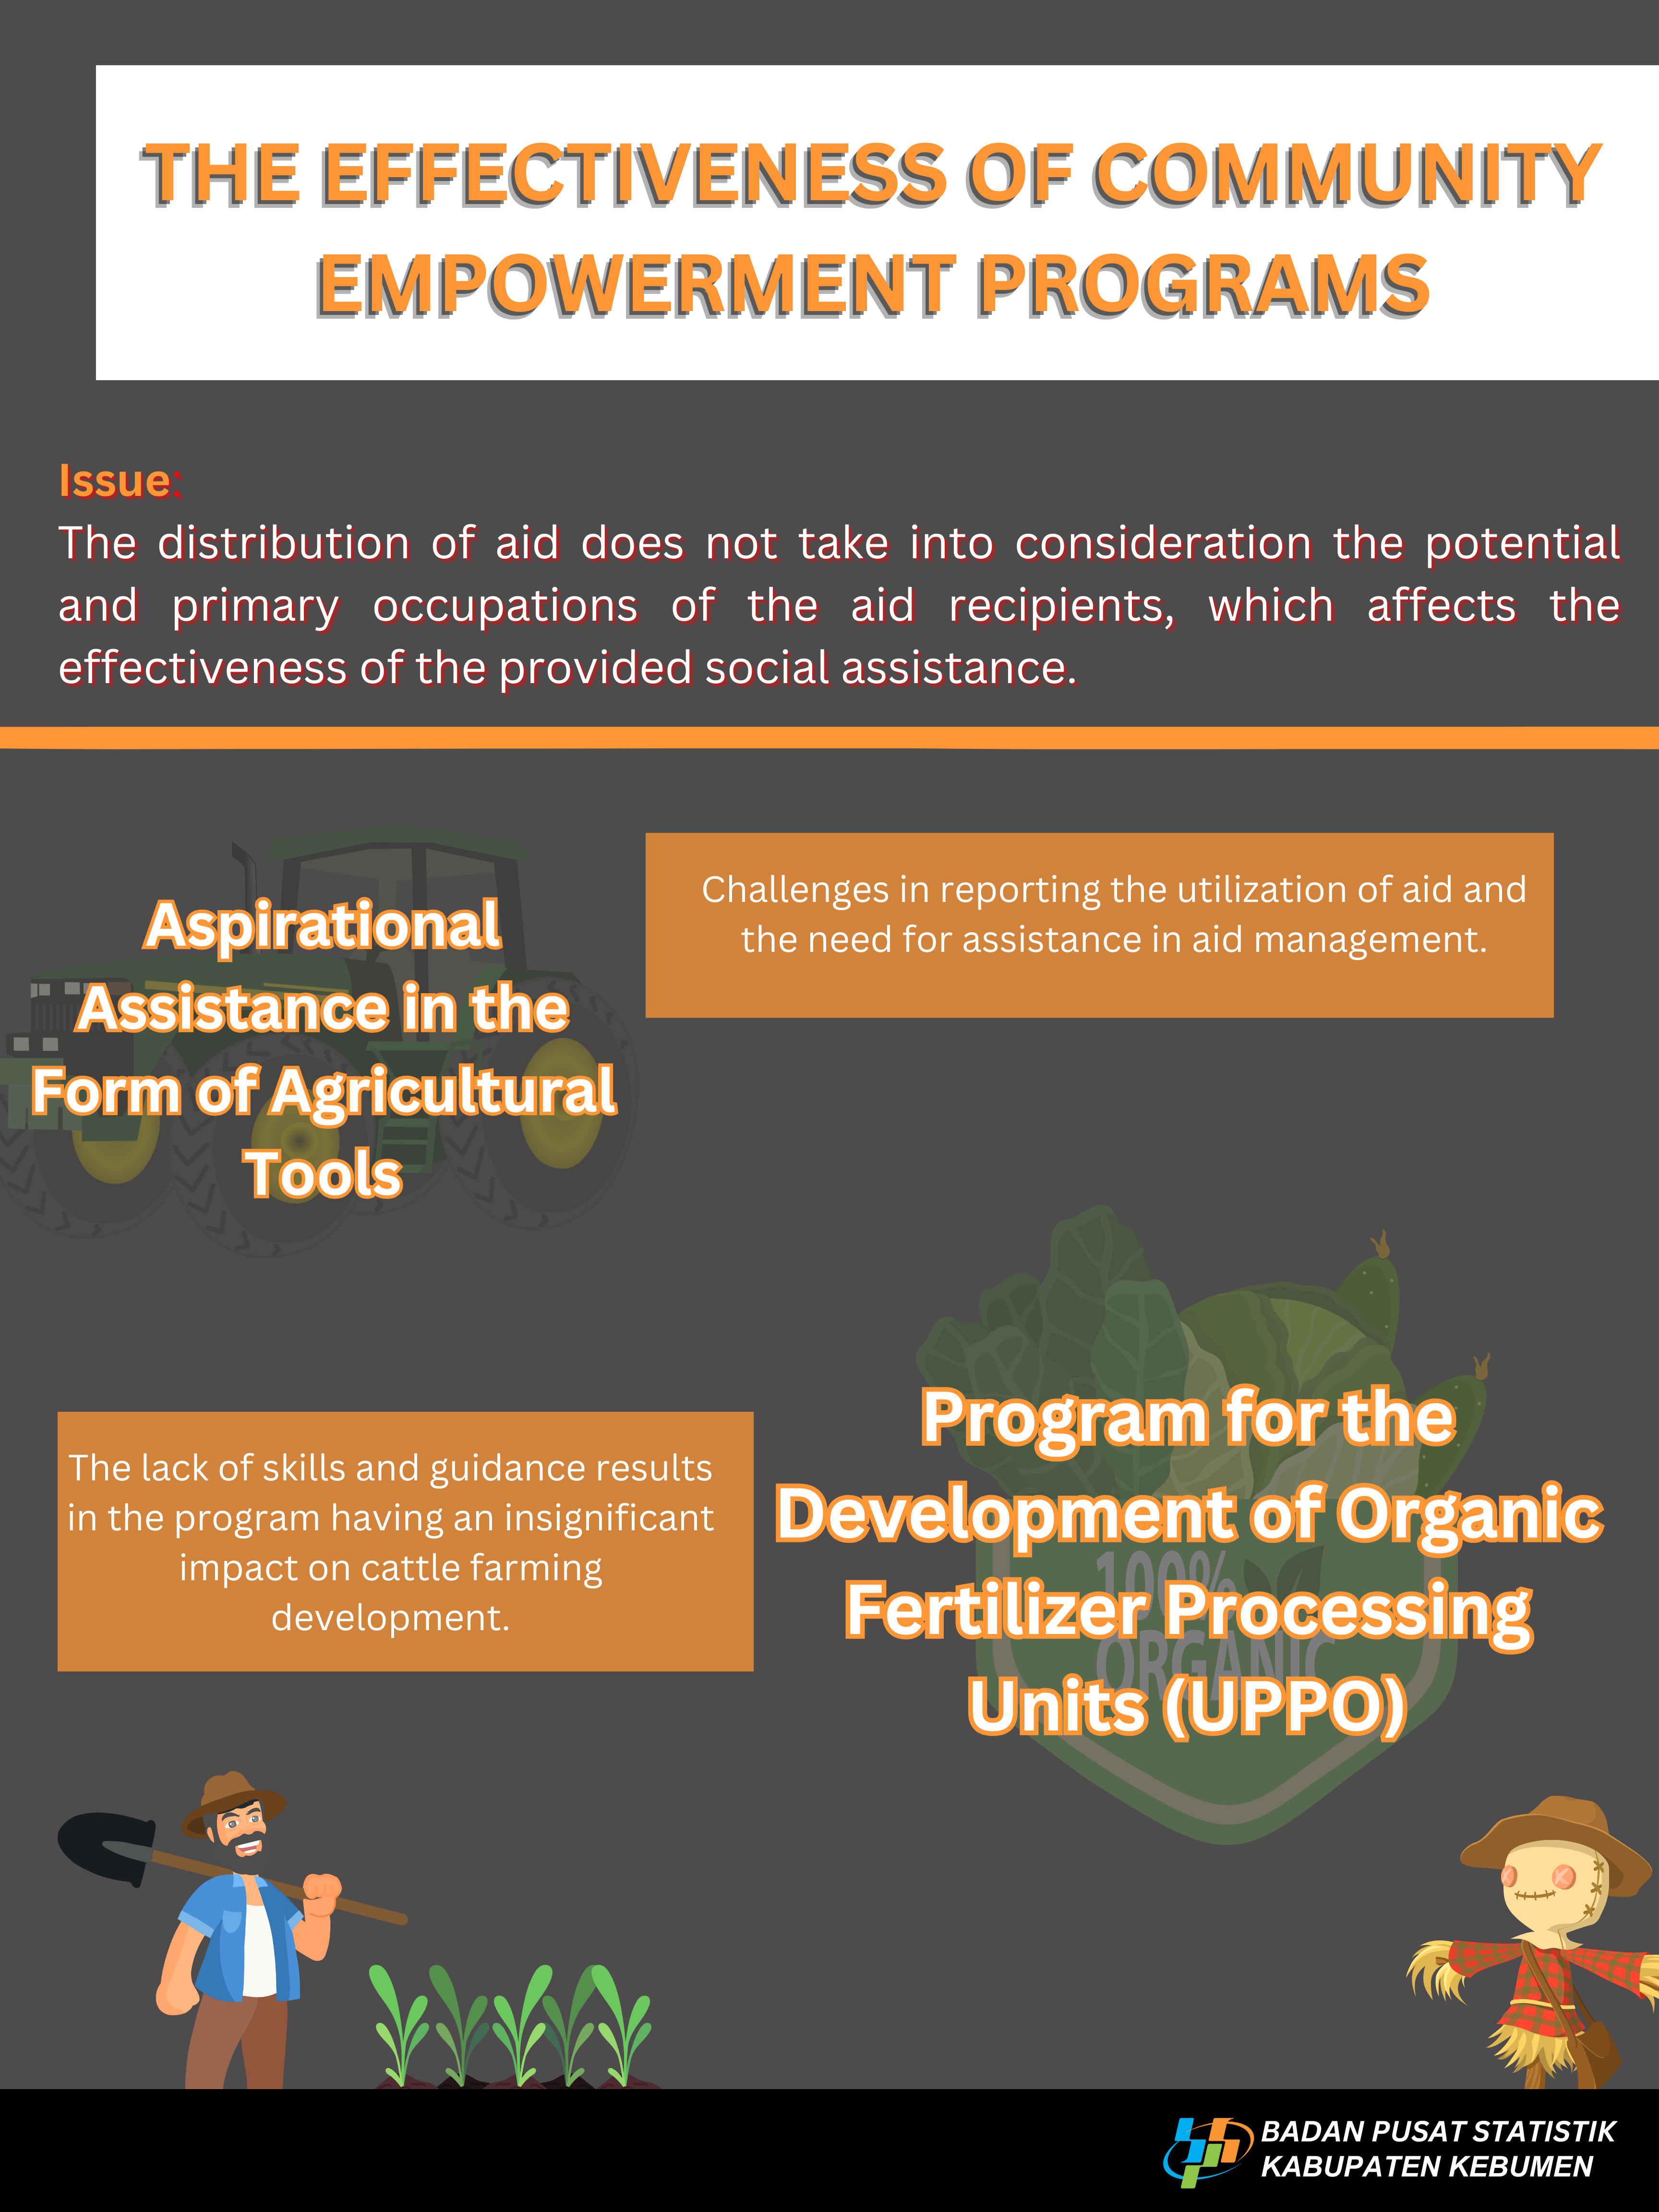 THE EFFECTIVENESS OF COMMUNITY
EMPOWERMENT PROGRAMS
Issue:
The distribution of aid does not take into consideration the potential
and primary occupations of the aid recipients, which affects the
effectiveness of the provided social assistance.
Aspirational
Assistance in the
Form of Agricultural
Tools
Challenges in reporting the utilization of aid and
the need for assistance in aid management.
The lack of skills and guidance results
in the program having an insignificant
impact on cattle farming
development.
Program for the
Development of Organic
Fertilizer Processing
Units (UPPO)
100%
ORGANIC
BADAN PUSAT STATISTIK
KABUPATEN KEBUMEN